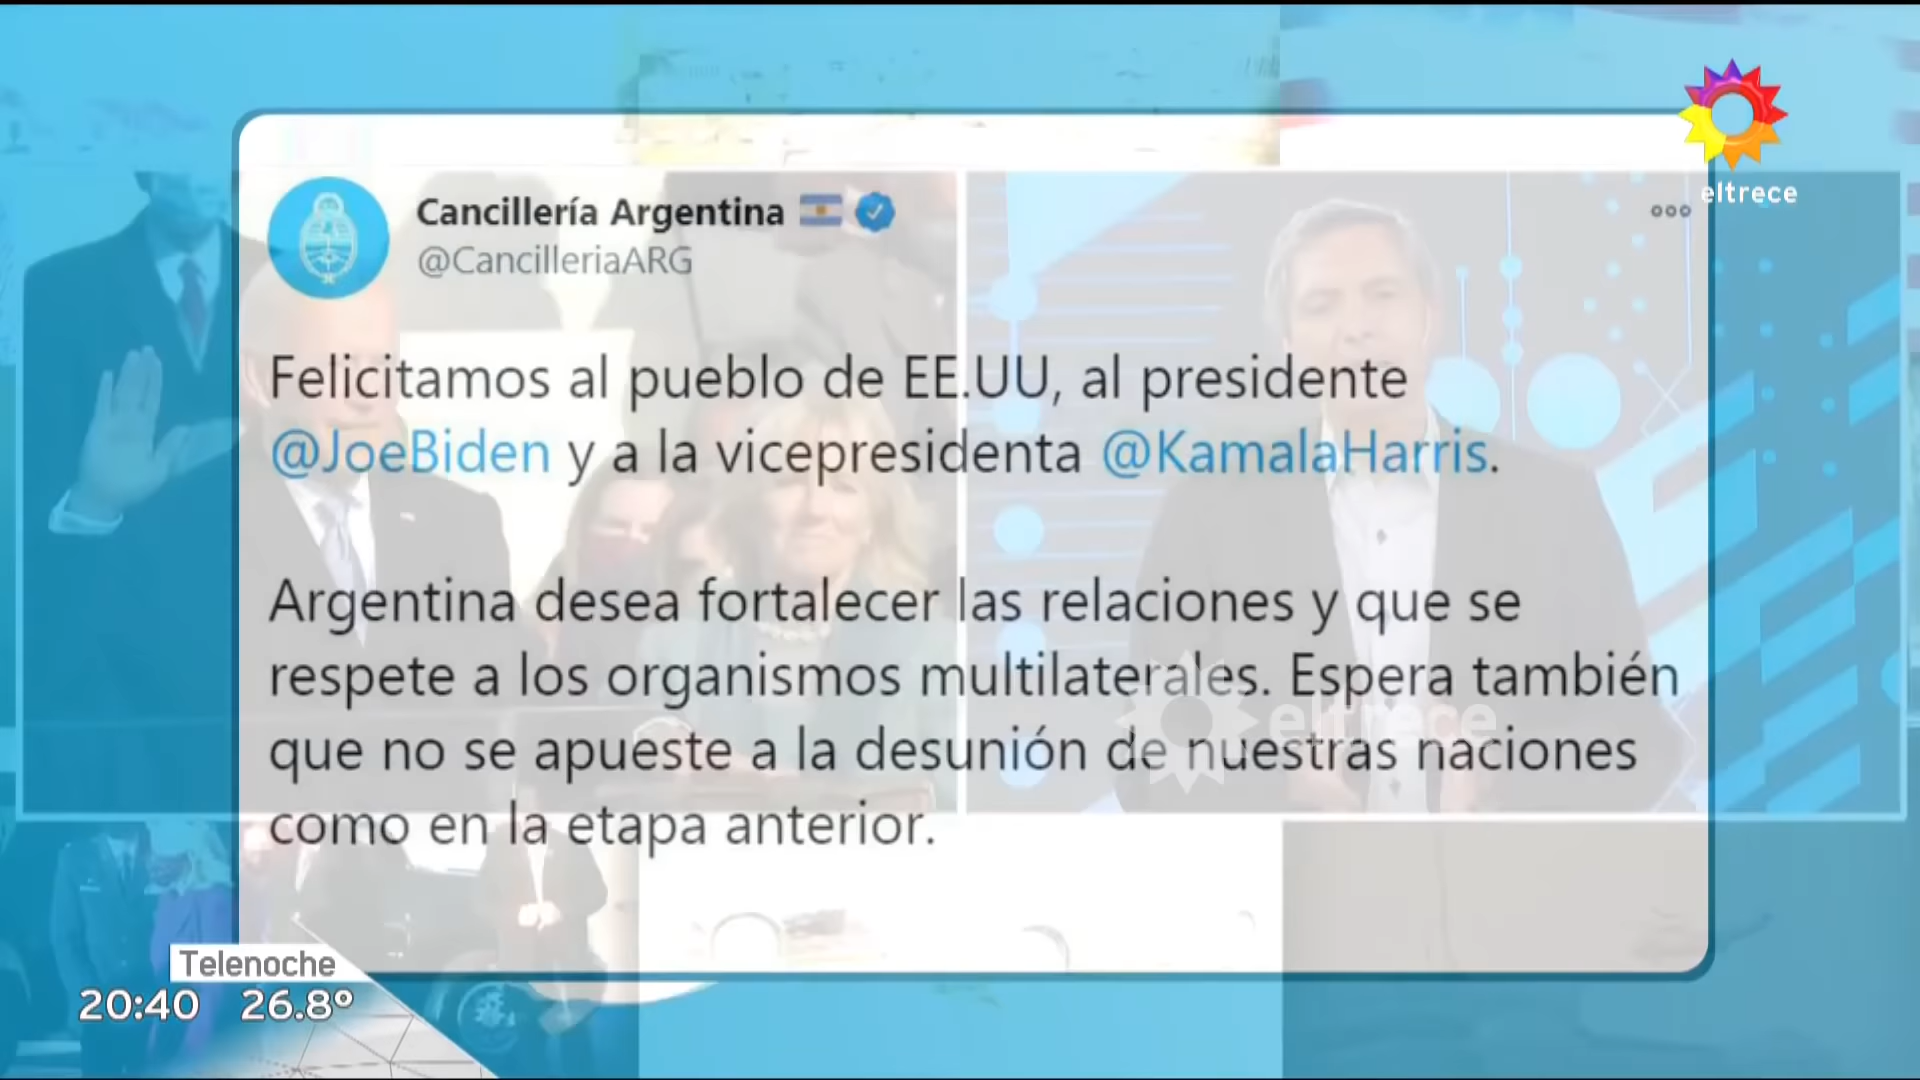 eltrece
Cancillería Argentina
@CancilleriaARG
Felicitamos al pueblo de EE.UU, al presidente
@JoeBiden y a la vicepresidenta @KamalaHarris.
Argentina desea fortalecer las relaciones y que se
respete a los organismos multilaterales. Espera también
que no se apueste a la desunión de nuestras naciones
como en la etapa anterior.
eltrece
Telenoche
20:40 26.8º